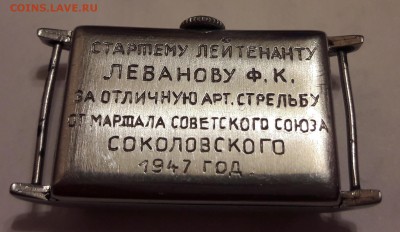 COINS.LAVE.RU
СТАРШЕМУ ЛЕЙТЕНАНТУ
ЛЕВАНОВУ Ф.К.
ЗА ОТЛИЧНУЮ АРТ. СТРЕЛЬБУ
ОТ МАРШАЛА СОВЕТСКОГО СОЮЗА
СОКОЛОВСКОГО
1947 ГОД